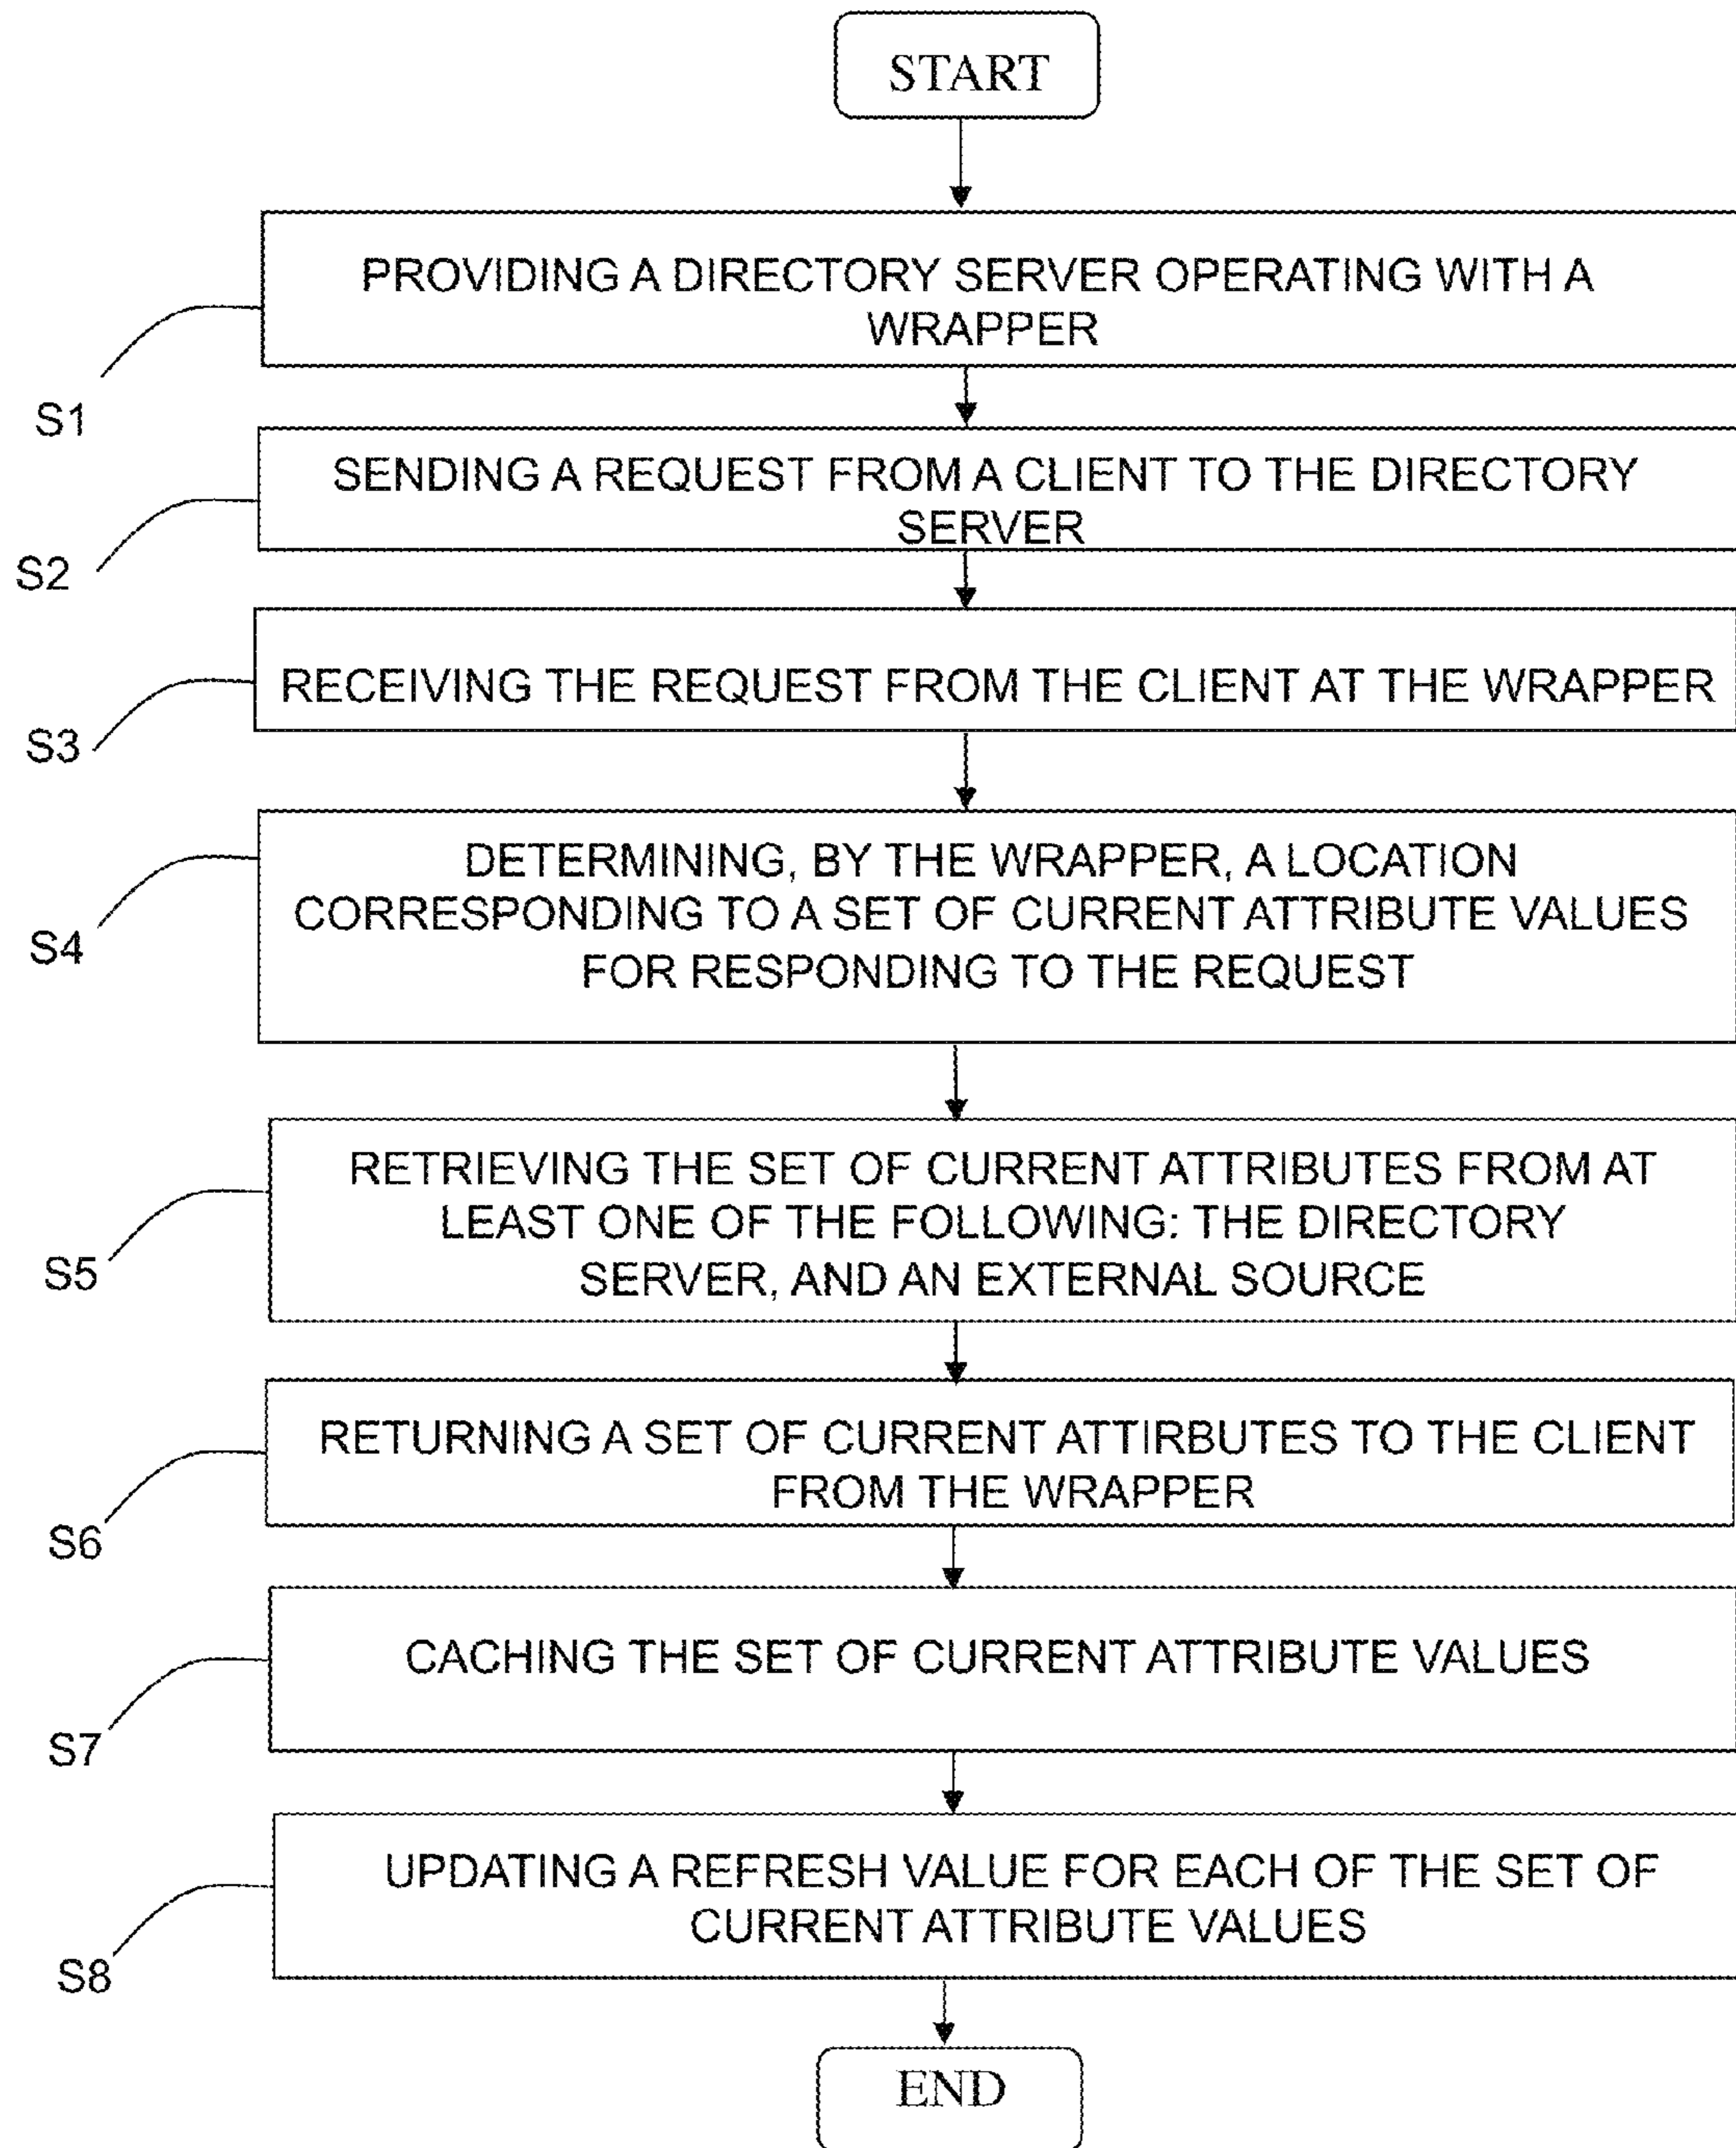 START
PROVIDING A DIRECTORY SERVER OPERATING WITH A
WRAPPER
S1
SENDING A REQUEST FROM A CLIENT TO THE DIRECTORY
SERVER
S2
RECEIVING THE REQUEST FROM THE CLIENT AT THE WRAPPER
S3
DETERMINING, BY THE WRAPPER, A LOCATION
CORRESPONDING TO A SET OF CURRENT ATTRIBUTE VALUES
FOR RESPONDING TO THE REQUEST
S4
RETRIEVING THE SET OF CURRENT ATTRIBUTES FROM AT
LEAST ONE OF THE FOLLOWING: THE DIRECTORY
SERVER, AND AN EXTERNAL SOURCE
S5
RETURNING A SET OF CURRENT ATTIRBUTES TO THE CLIENT
FROM THE WRAPPER
S6
CACHING THE SET OF CURRENT ATTRIBUTE VALUES
S7
UPDATING A REFRESH VALUE FOR EACH OF THE SET OF
CURRENT ATTRIBUTE VALUES
S8
END